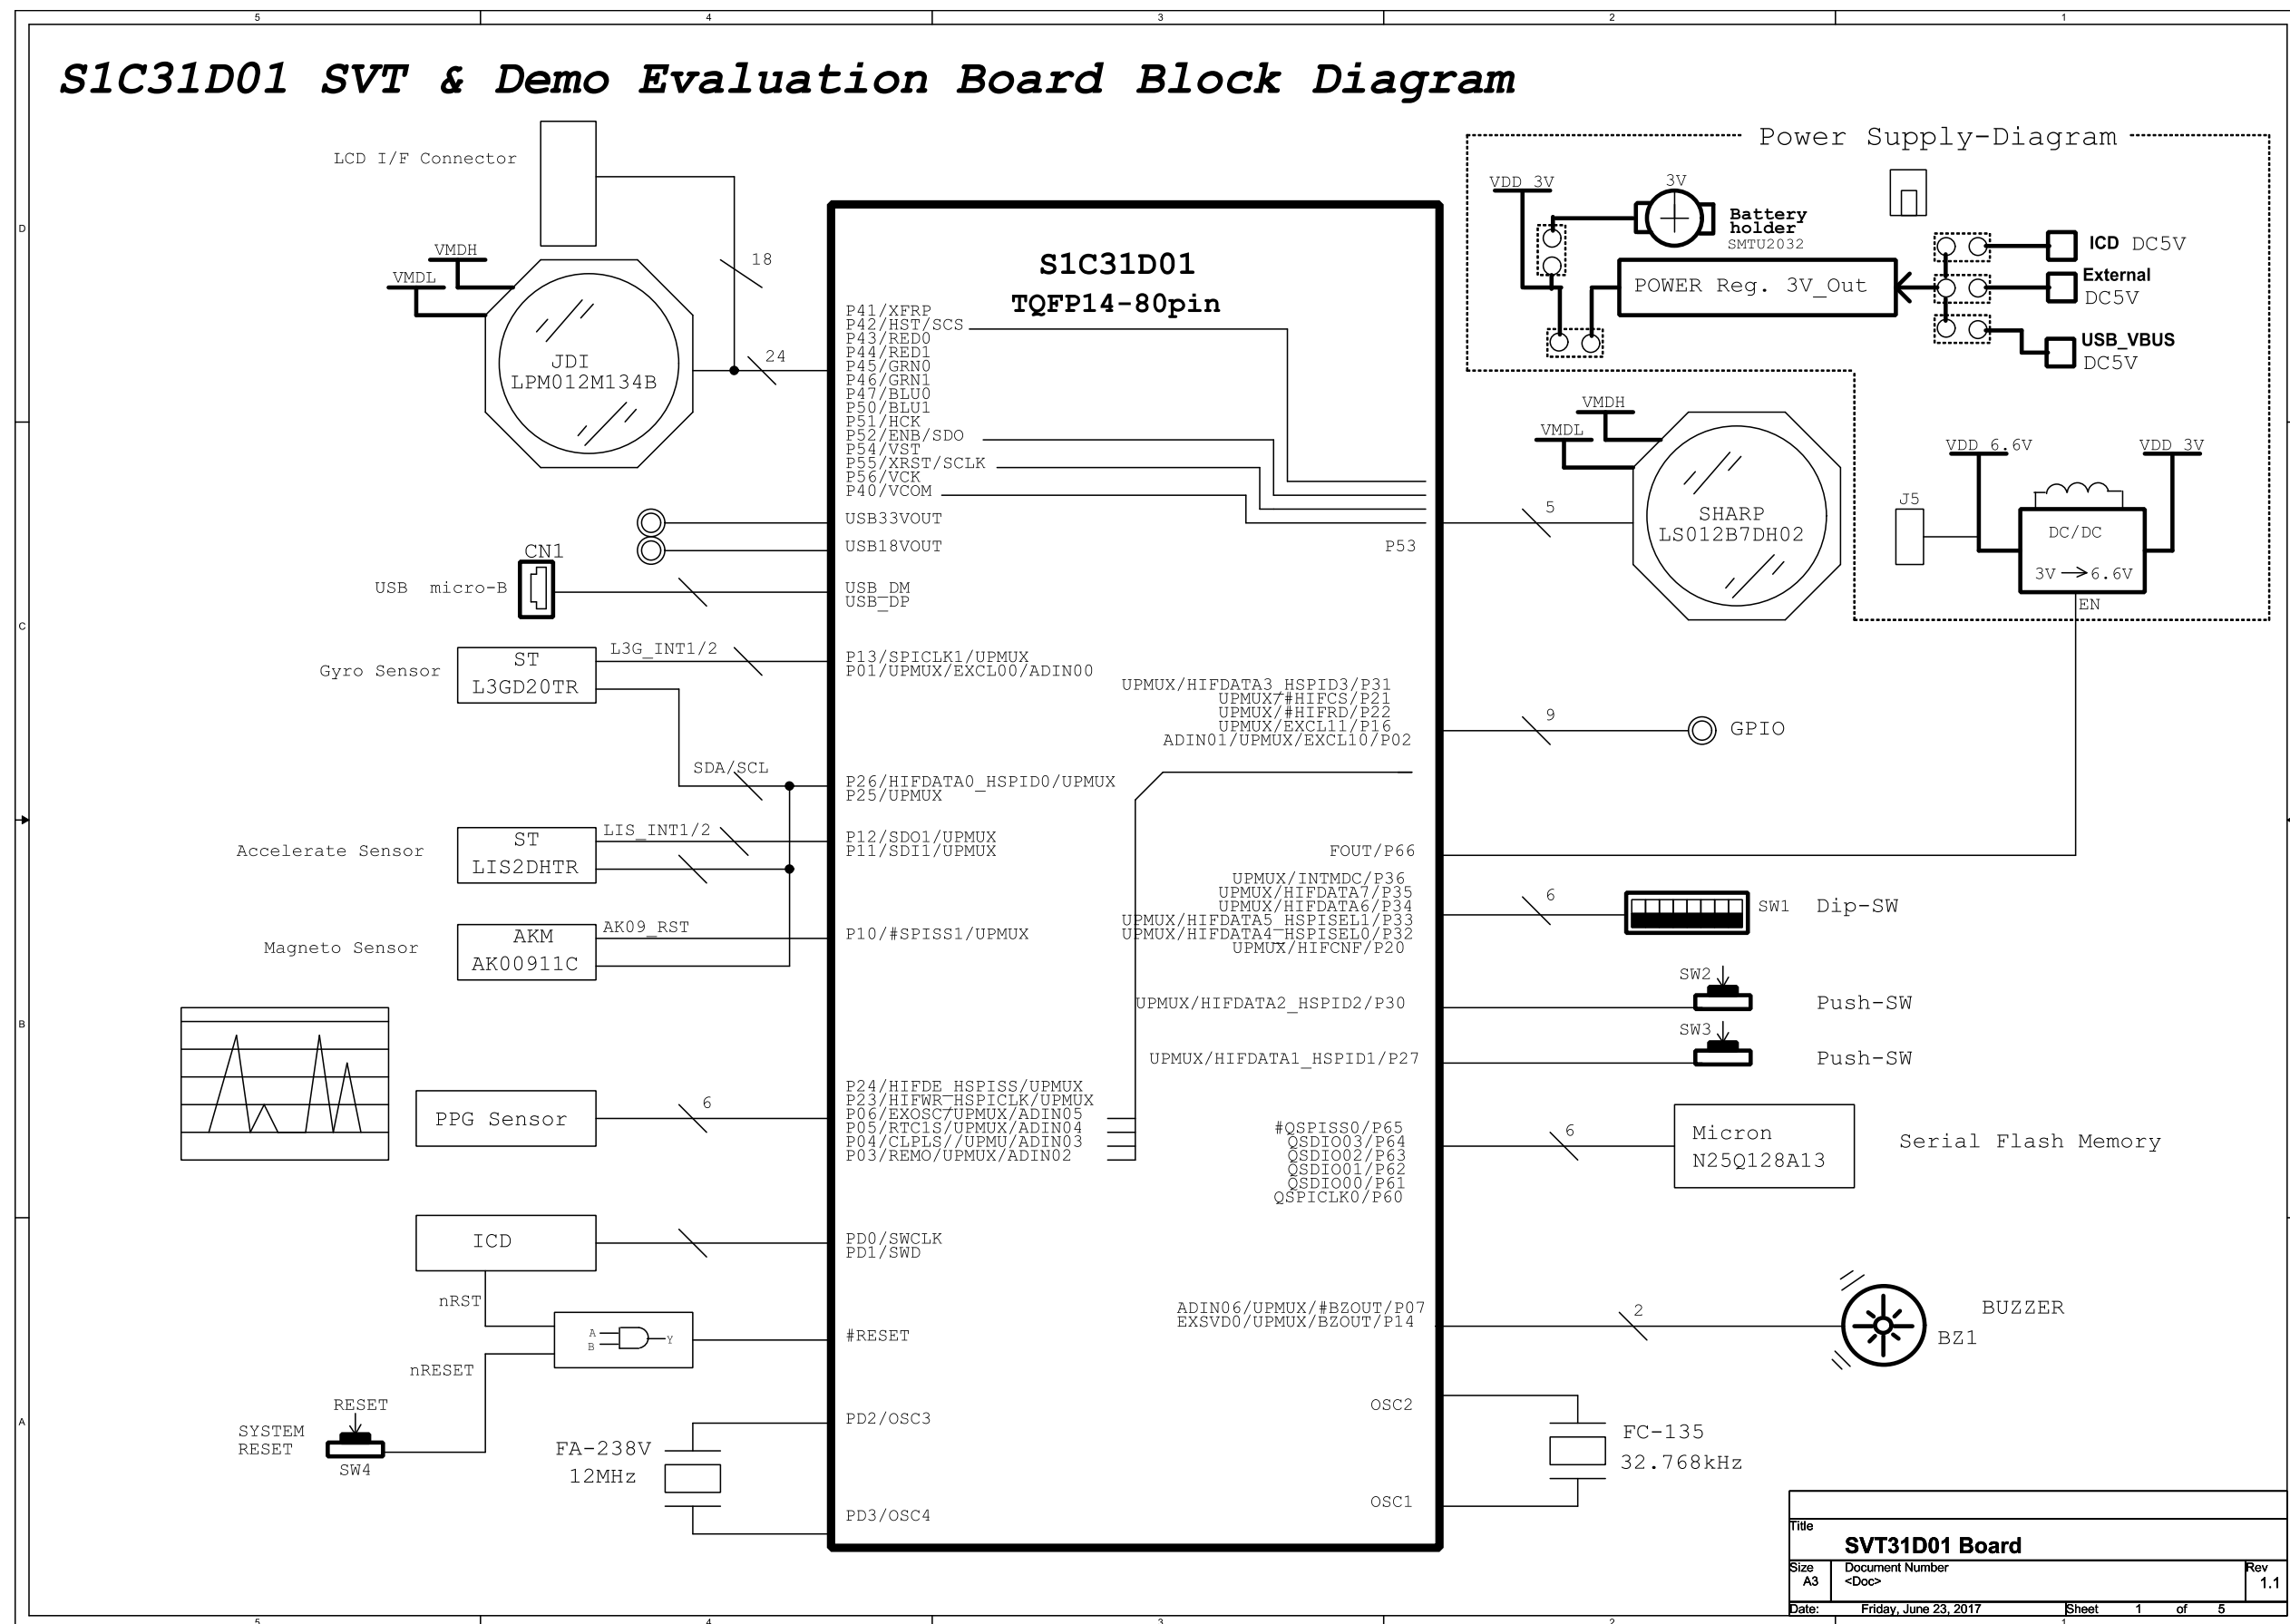 5 4 3 2 1
S1C31D01 SVT & Demo Evaluation Board Block Diagram
LCD I/F Connector
VMDH
VMDL
18
24
JDI
LPM012M134B
S1C31D01
TQFP14-80pin
P41/XFRP
P42/HST/SCS
P43/RED0
P44/RED1
P45/GRN0
P46/GRN1
P47/BLU0
P50/BLU1
P51/HCK
P52/ENB/SDO
P54/VST
P55/XRST/SCLK
P56/VCK
P40/VCOM
USB33VOUT
USB18VOUT
P53
CN1
USB micro-B
USB_DM
USB_DP
Power Supply-Diagram
VDD_3V
3V
Battery
holder
SMTU2032
POWER Reg. 3V_Out
ICD DC5V
External
DC5V
USB_VBUS
DC5V
VMDH
VMDL
5
SHARP
LS012B7DH02
VDD_6.6V
VDD_3V
J5
DC/DC
3V
6.6V
EN
Gyro Sensor
ST
L3GD20TR
L3G_INT1/2
P13/SPICLK1/UPMUX
P01/UPMUX/EXCL00/ADIN00
UPMUX/HIFDATA3_HSPID3/P31
UPMUX/#HIFCS/P21
UPMUX/#HIFRD/P22
UPMUX/EXCL11/P16
ADIN01/UPMUX/EXCL10/P02
9
GPIO
SDA/SCL
P26/HIFDATA0_HSPID0/UPMUX
P25/UPMUX
Accelerate Sensor
ST
LIS2DHTR
LIS_INT1/2
P12/SDO1/UPMUX
P11/SDI1/UPMUX
FOUT/P66
UPMUX/INTMDC/P36
UPMUX/HIFDATA7/P35
UPMUX/HIFDATA6/P34
UPMUX/HIFDATA5_HSPISEL1/P33
UPMUX/HIFDATA4_HSPISEL0/P32
UPMUX/HIFCNF/P20
6
SW1 Dip-SW
Magneto Sensor
AKM
AK00911C
AK09_RST
P10/#SPISS1/UPMUX
UPMUX/HIFDATA2_HSPID2/P30
SW2
Push-SW
UPMUX/HIFDATA1_HSPID1/P27
SW3
Push-SW
PPG Sensor
6
P24/HIFDE_HSPISS/UPMUX
P23/HIFWR_HSPICLK/UPMUX
P06/EXOSC/UPMUX/ADIN05
P05/RTC1S/UPMUX/ADIN04
P04/CLPLS//UPMU/ADIN03
P03/REMO/UPMUX/ADIN02
#QSPISS0/P65
QSDIO03/P64
QSDIO02/P63
QSDIO01/P62
QSDIO00/P61
QSPICLK0/P60
6
Micron
N25Q128A13
Serial Flash Memory
ICD
PD0/SWCLK
PD1/SWD
nRST
A
B
Y
#RESET
nRESET
ADIN06/UPMUX/#BZOUT/P07
EXSVD0/UPMUX/BZOUT/P14
2
BUZZER
BZ1
RESET
SYSTEM
RESET
SW4
PD2/OSC3
FA-238V
12MHz
PD3/OSC4
OSC2
FC-135
32.768kHz
OSC1
D
C
B
A
Title
SVT31D01 Board
Size
A3
Document Number
<Doc>
Rev
1.1
Date: Friday, June 23, 2017 Sheet 1 of 5
5 4 3 2 1